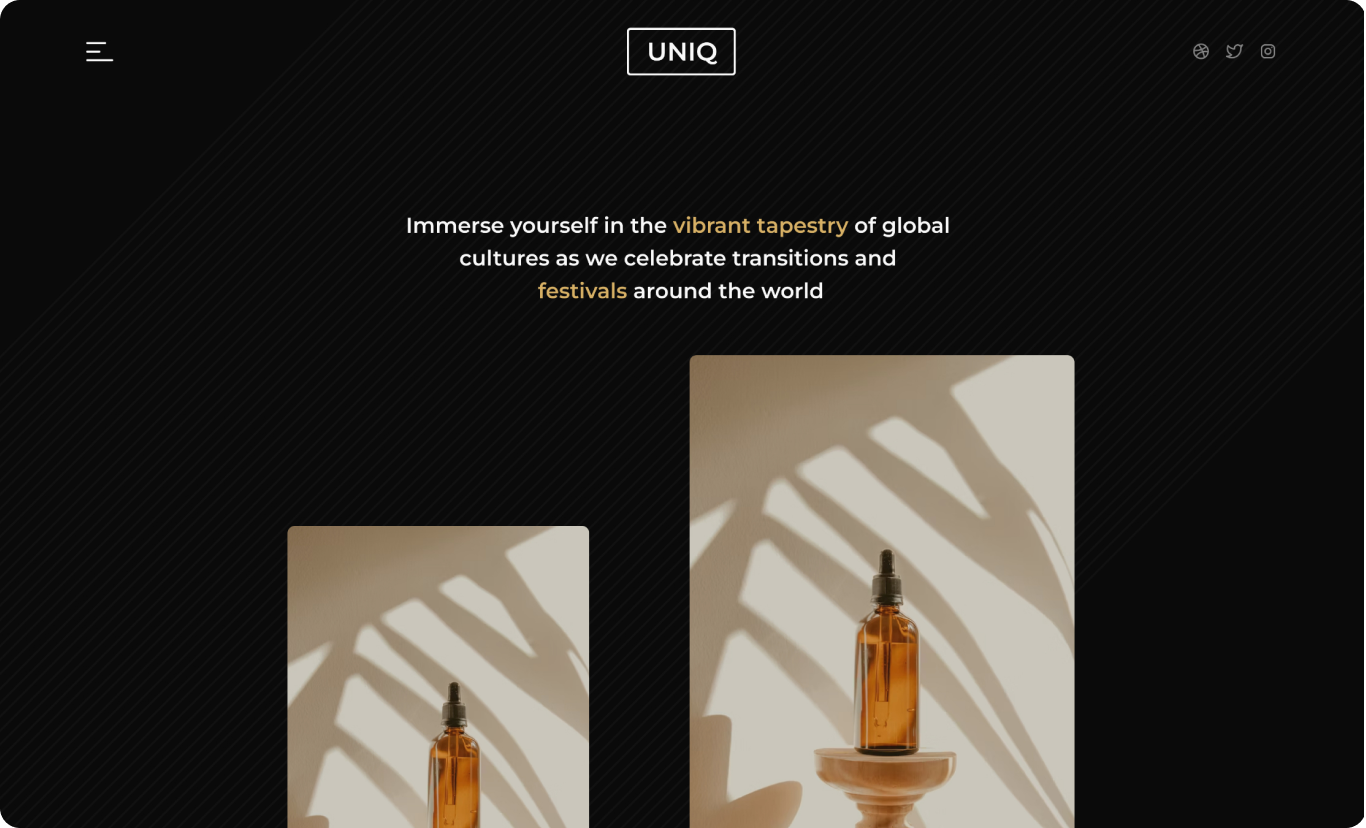 UNIQ
Immerse yourself in the vibrant tapestry of global
cultures as we celebrate transitions and
festivals around the world